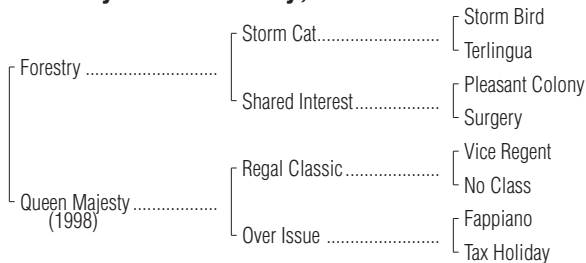 Storm Bird
Storm Cat
Terlingua
Forestry
Pleasant Colony
Shared Interest
Surgery
Vice Regent
Regal Classic
No Class
Queen Majesty
(1998)
Fappiano
Over Issue
Tax Holiday